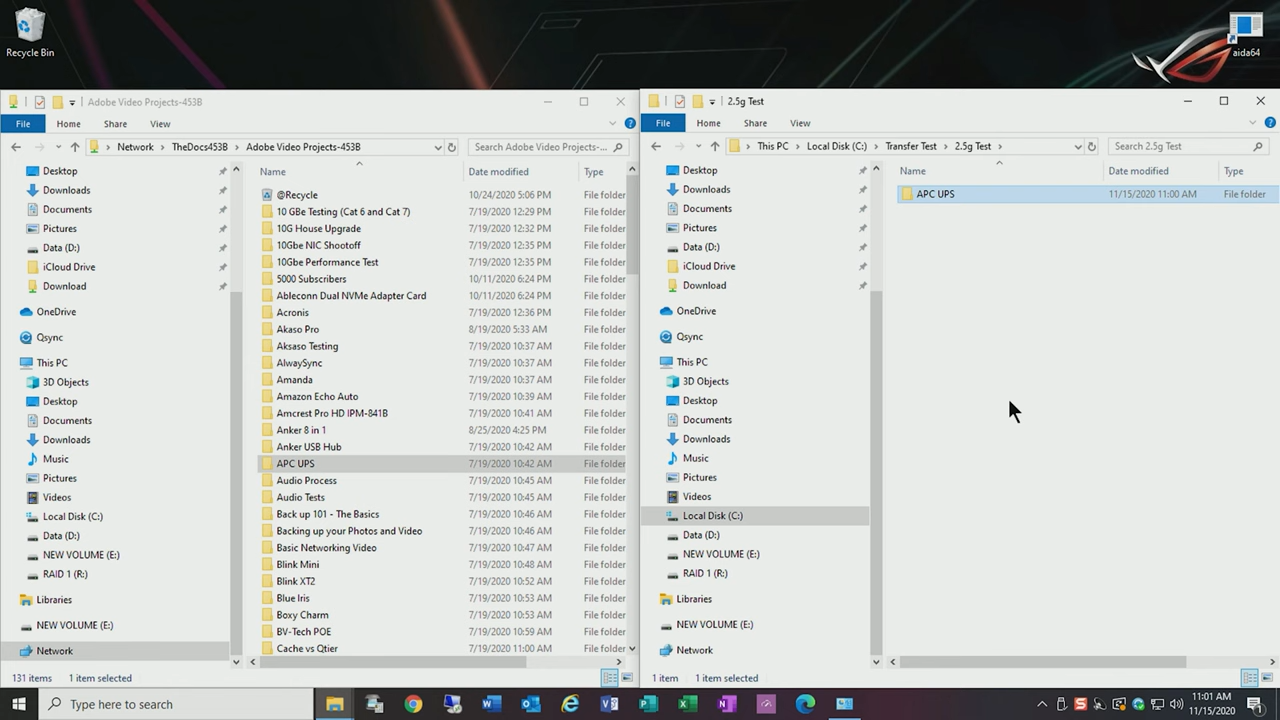 Recycle Bin
aida64
Adobe Video Projects-453B
File Home Share View
Network TheDocs453B Adobe Video Projects-453B
Search Adobe Video Projects-...
Desktop
Downloads
Documents
Pictures
Data (D:)
iCloud Drive
Download
OneDrive
Qsync
This PC
3D Objects
Desktop
Documents
Downloads
Music
Pictures
Videos
Local Disk (C:)
Data (D:)
NEW VOLUME (E:)
RAID 1 (R:)
Libraries
NEW VOLUME (E:)
Network
Name Date modified Type
@Recycle 10/24/2020 5:06 PM File folder
10 GBe Testing (Cat 6 and Cat 7) 7/19/2020 12:29 PM File folder
10G House Upgrade 7/19/2020 12:32 PM File folder
10Gbe NIC Shootoff 7/19/2020 12:35 PM File folder
10Gbe Performance Test 7/19/2020 12:35 PM File folder
5000 Subscribers 10/11/2020 6:24 PM File folder
Ableconn Dual NVMe Adapter Card 10/11/2020 6:24 PM File folder
Acronis 7/19/2020 12:36 PM File folder
Akaso Pro 8/19/2020 5:33 AM File folder
Aksaso Testing 7/19/2020 10:37 AM File folder
AlwaySync 7/19/2020 10:37 AM File folder
Amanda 7/19/2020 10:37 AM File folder
Amazon Echo Auto 7/19/2020 10:39 AM File folder
Amcrest Pro HD IPM-841B 7/19/2020 10:41 AM File folder
Anker 8 in 1 8/25/2020 4:25 PM File folder
Anker USB Hub 7/19/2020 10:42 AM File folder
APC UPS 7/19/2020 10:42 AM File folder
Audio Process 7/19/2020 10:45 AM File folder
Audio Tests 7/19/2020 10:45 AM File folder
Back up 101 - The Basics 7/19/2020 10:46 AM File folder
Backing up your Photos and Video 7/19/2020 10:46 AM File folder
Basic Networking Video 7/19/2020 10:47 AM File folder
Blink Mini 7/19/2020 10:48 AM File folder
Blink XT2 7/19/2020 10:52 AM File folder
Blue Iris 7/19/2020 10:53 AM File folder
Boxy Charm 7/19/2020 10:53 AM File folder
BV-Tech POE 7/19/2020 10:59 AM File folder
Cache vs Qtier 7/19/2020 11:00 AM File folder
131 items 1 item selected
2.5g Test
File Home Share View
This PC Local Disk (C:) Transfer Test 2.5g Test
Search 2.5g Test
Desktop
Downloads
Documents
Pictures
Data (D:)
iCloud Drive
Download
OneDrive
Qsync
This PC
3D Objects
Desktop
Documents
Downloads
Music
Pictures
Videos
Local Disk (C:)
Data (D:)
NEW VOLUME (E:)
RAID 1 (R:)
Libraries
NEW VOLUME (E:)
Network
Name Date modified Type
APC UPS 11/15/2020 11:00 AM File folder
1 item 1 item selected
Type here to search
11:01 AM
11/15/2020